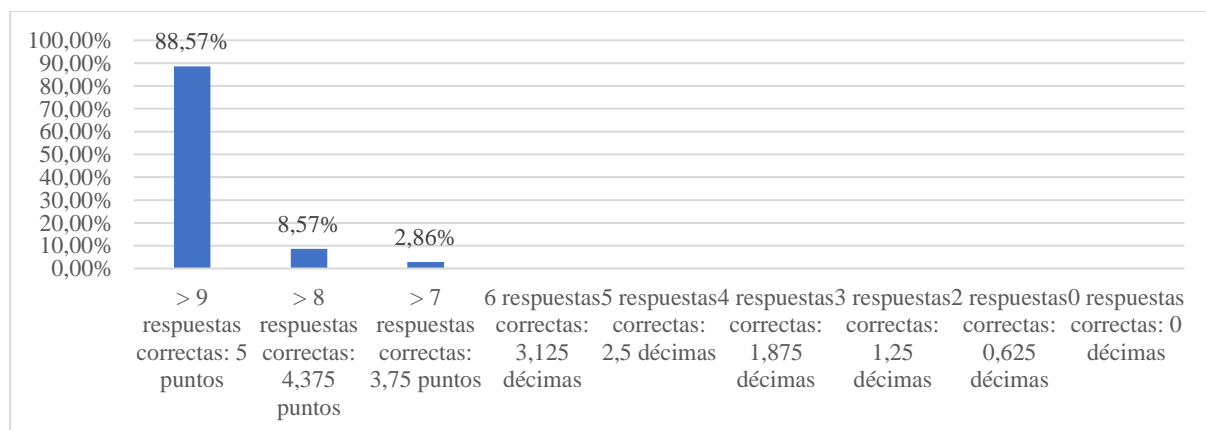 100,00%
90,00%
80,00%
70,00%
60,00%
50,00%
40,00%
30,00%
20,00%
10,00%
0,00%
88,57%
8,57%
2,86%
> 9
respuestas
correctas: 5
puntos
> 8
respuestas
correctas:
4,375
puntos
> 7
respuestas
correctas:
3,75 puntos
6 respuestas
correctas:
3,125
décimas
5 respuestas
correctas:
2,5 décimas
4 respuestas
correctas:
1,875
décimas
3 respuestas
correctas:
1,25
décimas
2 respuestas
correctas:
0,625
décimas
0 respuestas
correctas: 0
décimas